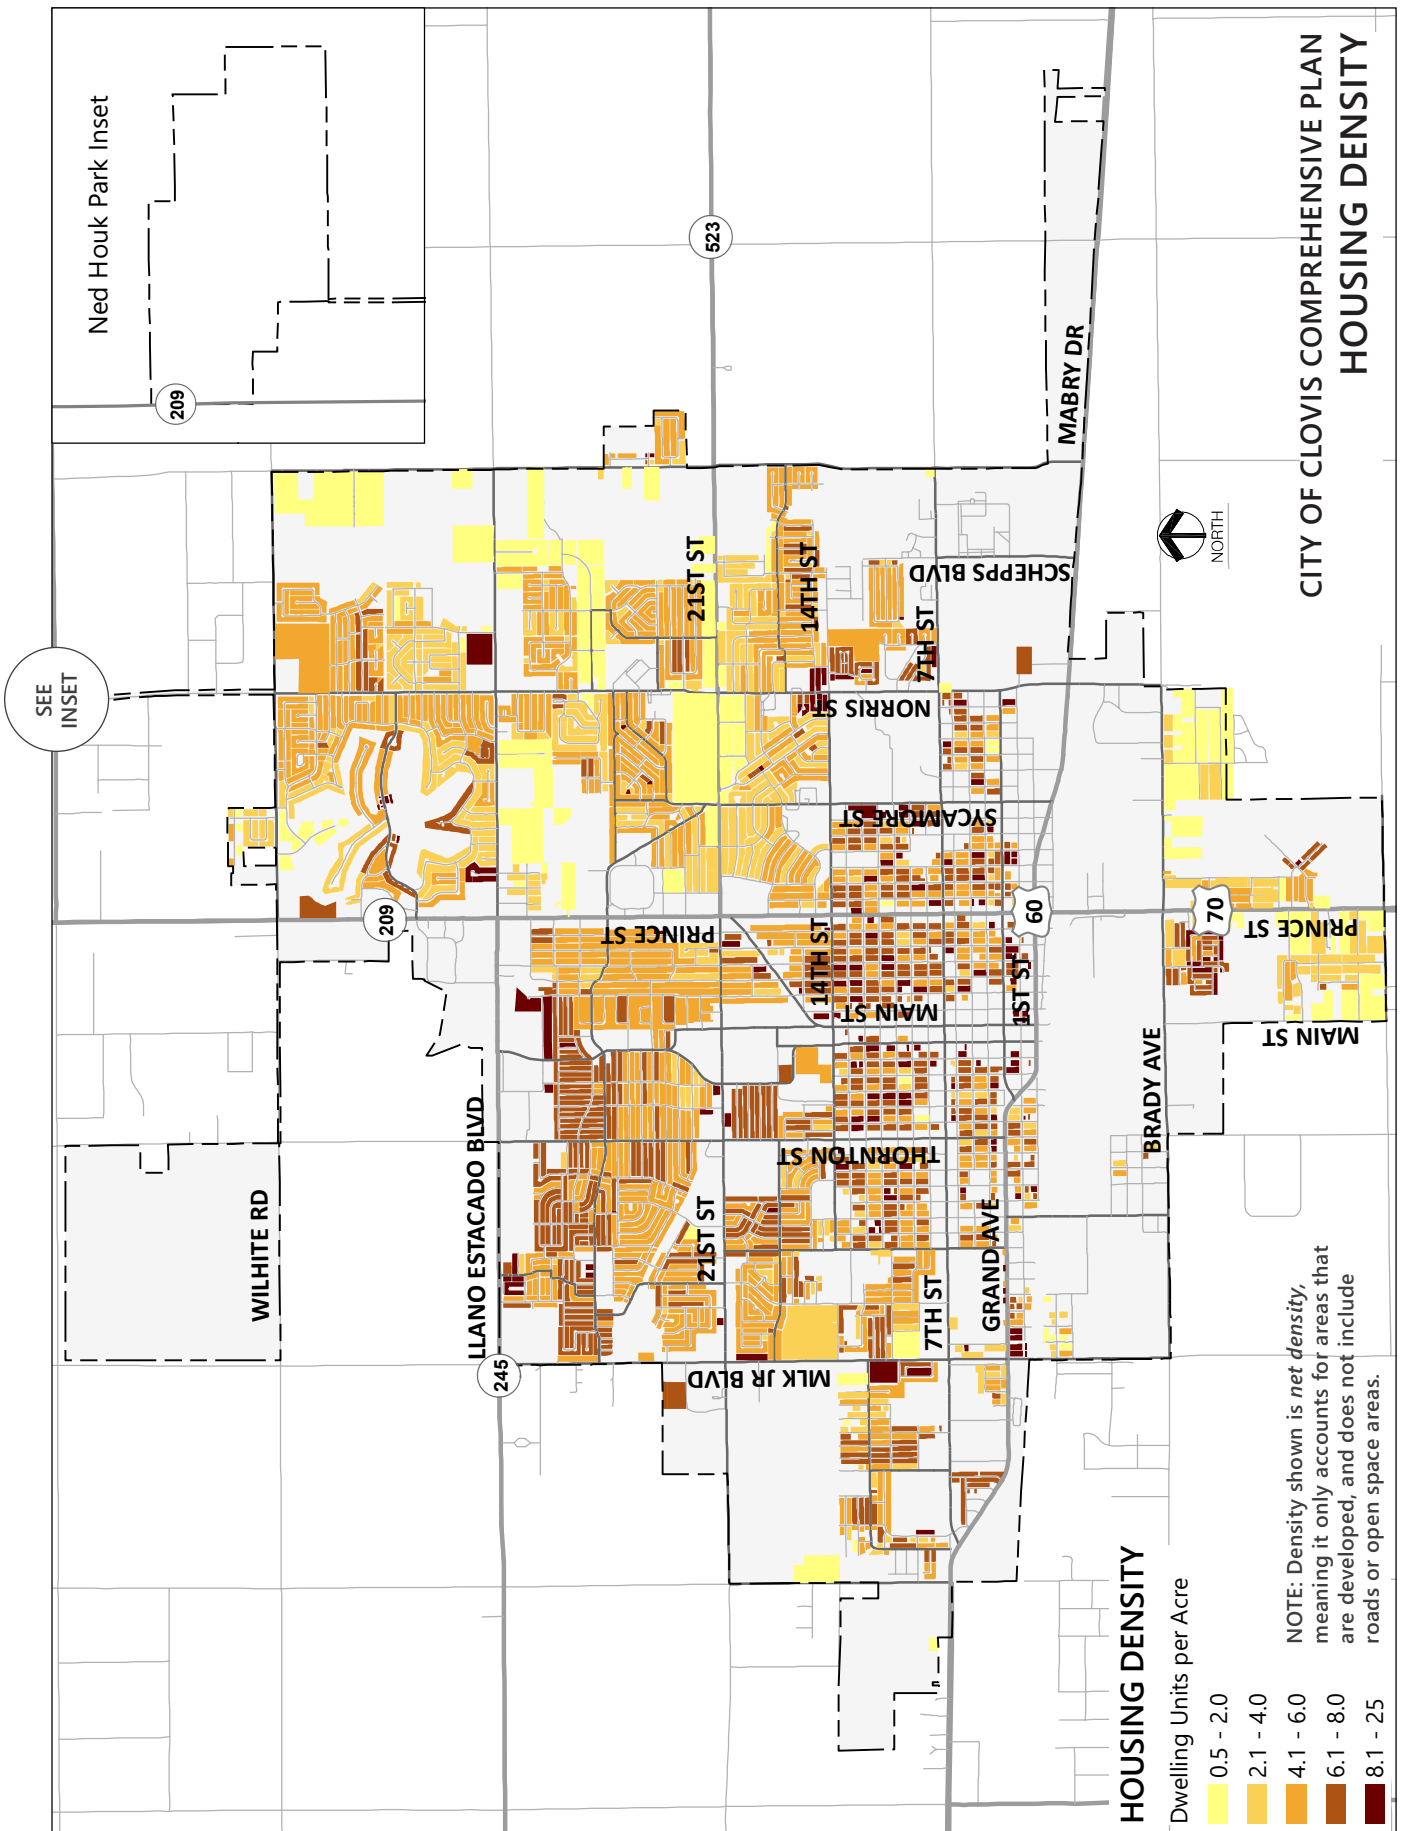 CITY OF CLOVIS COMPREHENSIVE PLAN
HOUSING DENSITY
Ned Houk Park Inset
209
SEE
INSET
WILHITE RD
LLANO ESTACADO BLVD
245
209
523
21ST ST
21ST ST
PRINCE ST
14TH ST
14TH ST
MLK JR BLVD
THORNTON ST
MAIN ST
SYCAMORE ST
NORRIS ST
SCHEPPS BLVD
7TH ST
7TH ST
GRAND AVE
1ST ST
60
MABRY DR
BRADY AVE
70
PRINCE ST
MAIN ST
NORTH
HOUSING DENSITY
Dwelling Units per Acre
0.5 - 2.0
2.1 - 4.0
4.1 - 6.0
6.1 - 8.0
8.1 - 25
NOTE: Density shown is net density,
meaning it only accounts for areas that
are developed, and does not include
roads or open space areas.